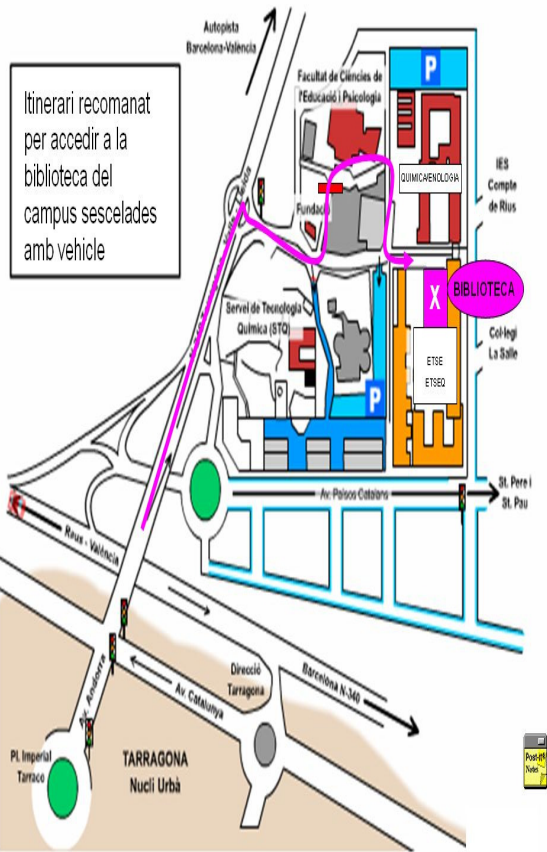 Autopista
Barcelona-València
Itinerari recomanat
per accedir a la
biblioteca del
campus sescelades
amb vehicle
Facultat de Ciències de
l'Educació i Psicologia
P
QUIMICA/ENOLOGIA
IES
Compte
de Rius
Fundació
BIBLIOTECA
X
Servei de Tecnologia
Química (STQ)
Col·legi
La Salle
ETSE
ETSEQ
P
St. Pere i
St. Pau
Av. Països Catalans
Reus - València
Direcció
Tarragona
Barcelona N-340
Av. Catalunya
Av. Andorra
Pl. Imperial
Tarraco
TARRAGONA
Nucli Urbà
Post-it®
Notes